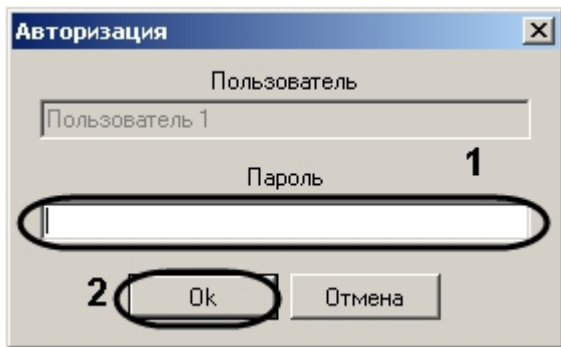 Авторизация
Пользователь
Пользователь 1
1
Пароль
2
Ok Отмена